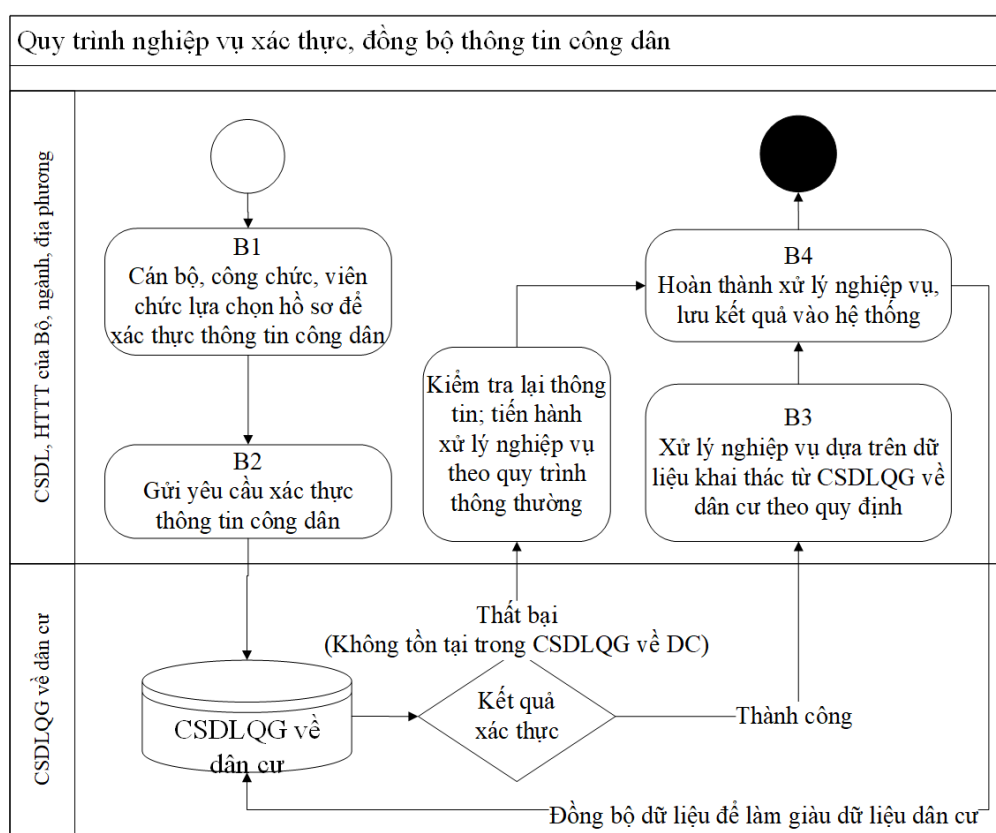 Quy trình nghiệp vụ xác thực, đồng bộ thông tin công dân
CSDL, HTTT của Bộ, ngành, địa phương
B1
Cán bộ, công chức, viên
chức lựa chọn hồ sơ để
xác thực thông tin công dân
B2
Gửi yêu cầu xác thực
thông tin công dân
Kiểm tra lại thông
tin; tiến hành
xử lý nghiệp vụ
theo quy trình
thông thường
B4
Hoàn thành xử lý nghiệp vụ,
lưu kết quả vào hệ thống
B3
Xử lý nghiệp vụ dựa trên dữ
liệu khai thác từ CSDLQG về
dân cư theo quy định
CSDLQG về dân cư
CSDLQG về
dân cư
Thất bại
(Không tồn tại trong CSDLQG về DC)
Kết quả
xác thực
Thành công
Đồng bộ dữ liệu để làm giàu dữ liệu dân cư